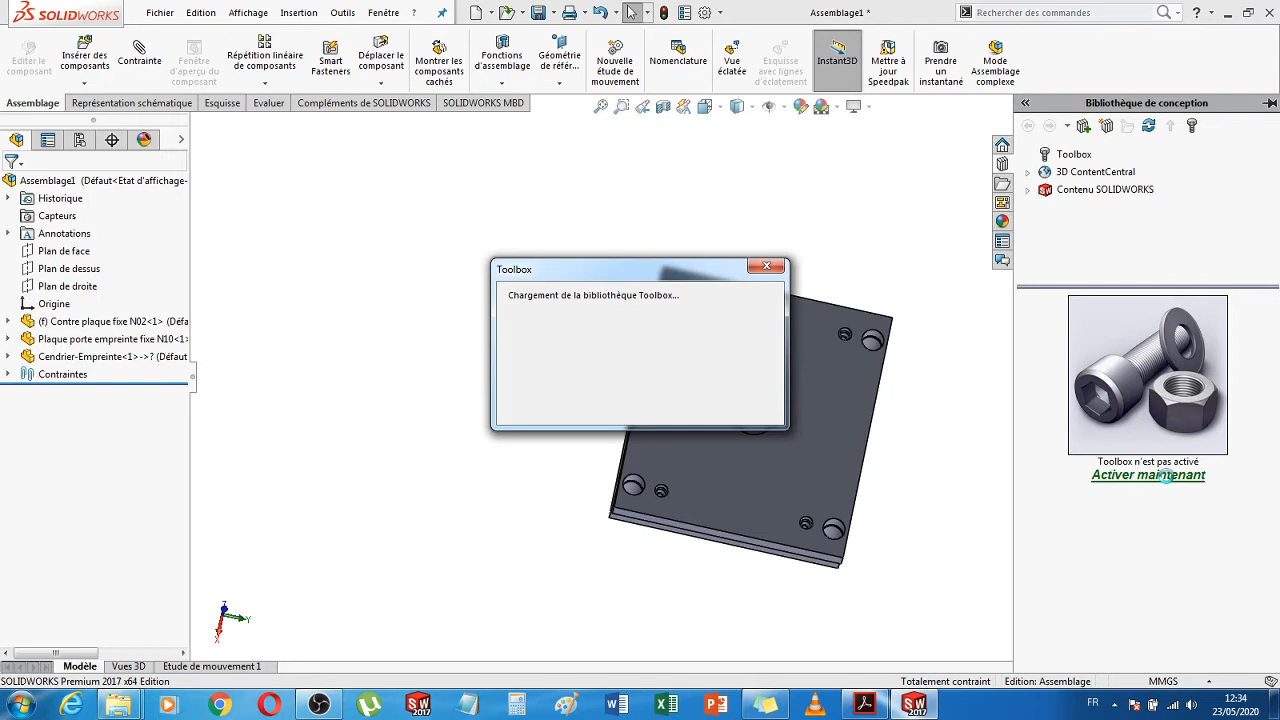 SOLIDWORKS
Fichier Edition Affichage Insertion Outils Fenêtre ?
Assemblage1 *
Rechercher des commandes
Editer le composant
Insérer des composants
Fenêtre d'aperçu du composant
Contrainte
Répétition linéaire de composants
Smart Fasteners
Déplacer le composant
Montrer les composants cachés
Fonctions d'assemblage
Géométrie de référ...
Nouvelle étude de mouvement
Nomenclature
Vue éclatée
Esquisse avec lignes d'éclatement
Instant3D
Mettre à jour Speedpak
Prendre un instantané
Mode Assemblage complexe
Assemblage Représentation schématique Esquisse Evaluer Compléments de SOLIDWORKS SOLIDWORKS MBD
Bibliothèque de conception
Assemblage1 (Défaut<Etat d'affichage-
Historique
Capteurs
Annotations
Plan de face
Plan de dessus
Plan de droite
Origine
(f) Contre plaque fixe N02<1> (Défa
Plaque porte empreinte fixe N10<1>
Cendrier-Empreinte<1>->? (Défaut
Contraintes
Toolbox
Chargement de la bibliothèque Toolbox...
Toolbox
3D ContentCentral
Contenu SOLIDWORKS
Toolbox n'est pas activé
Activer maintenant
Z
Y
X
Modèle Vues 3D Etude de mouvement 1
SOLIDWORKS Premium 2017 x64 Edition
Totalement contraint
Edition: Assemblage
MMGS
FR
12:34
23/05/2020